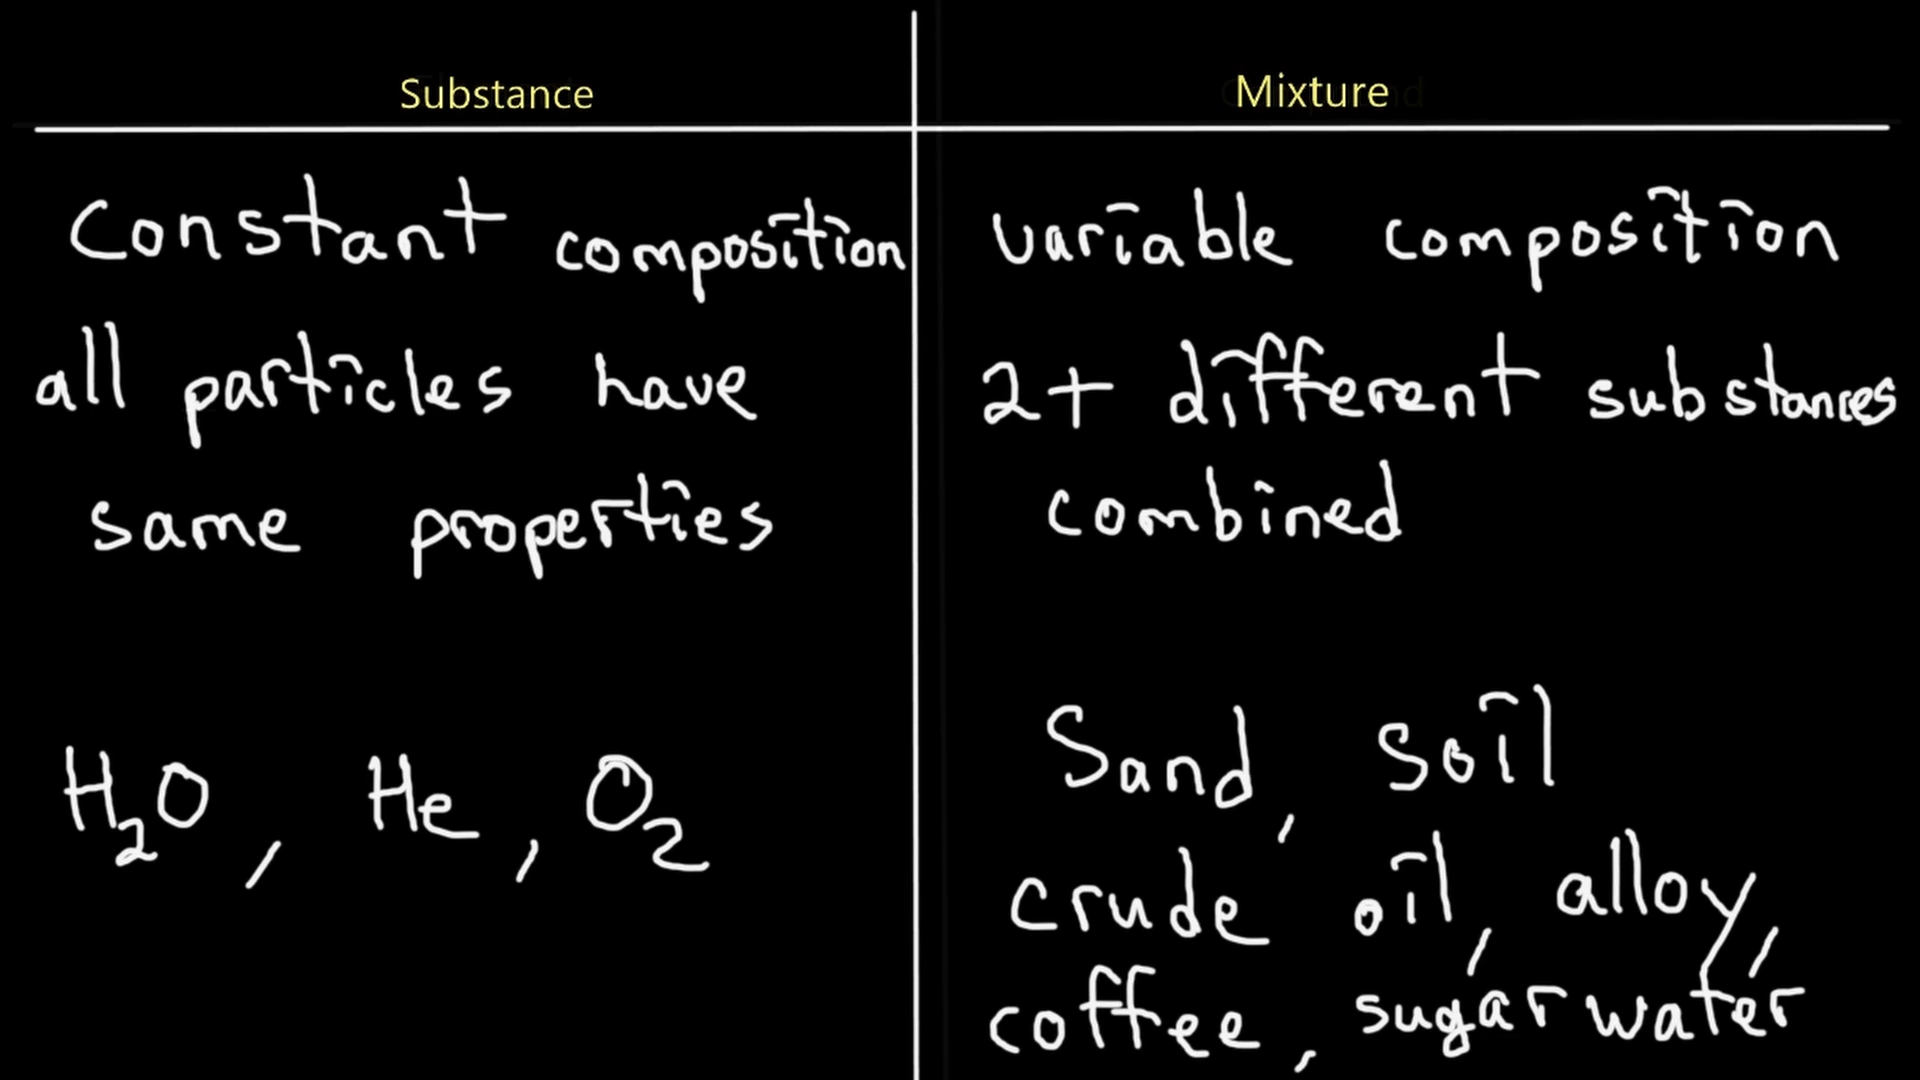 Substance
Constant composition
all particles have
same properties
H₂O, He, O₂
Mixture
variable composition
2+ different substances
combined
Sand, soil
crude oil, alloy,
coffee, sugar water